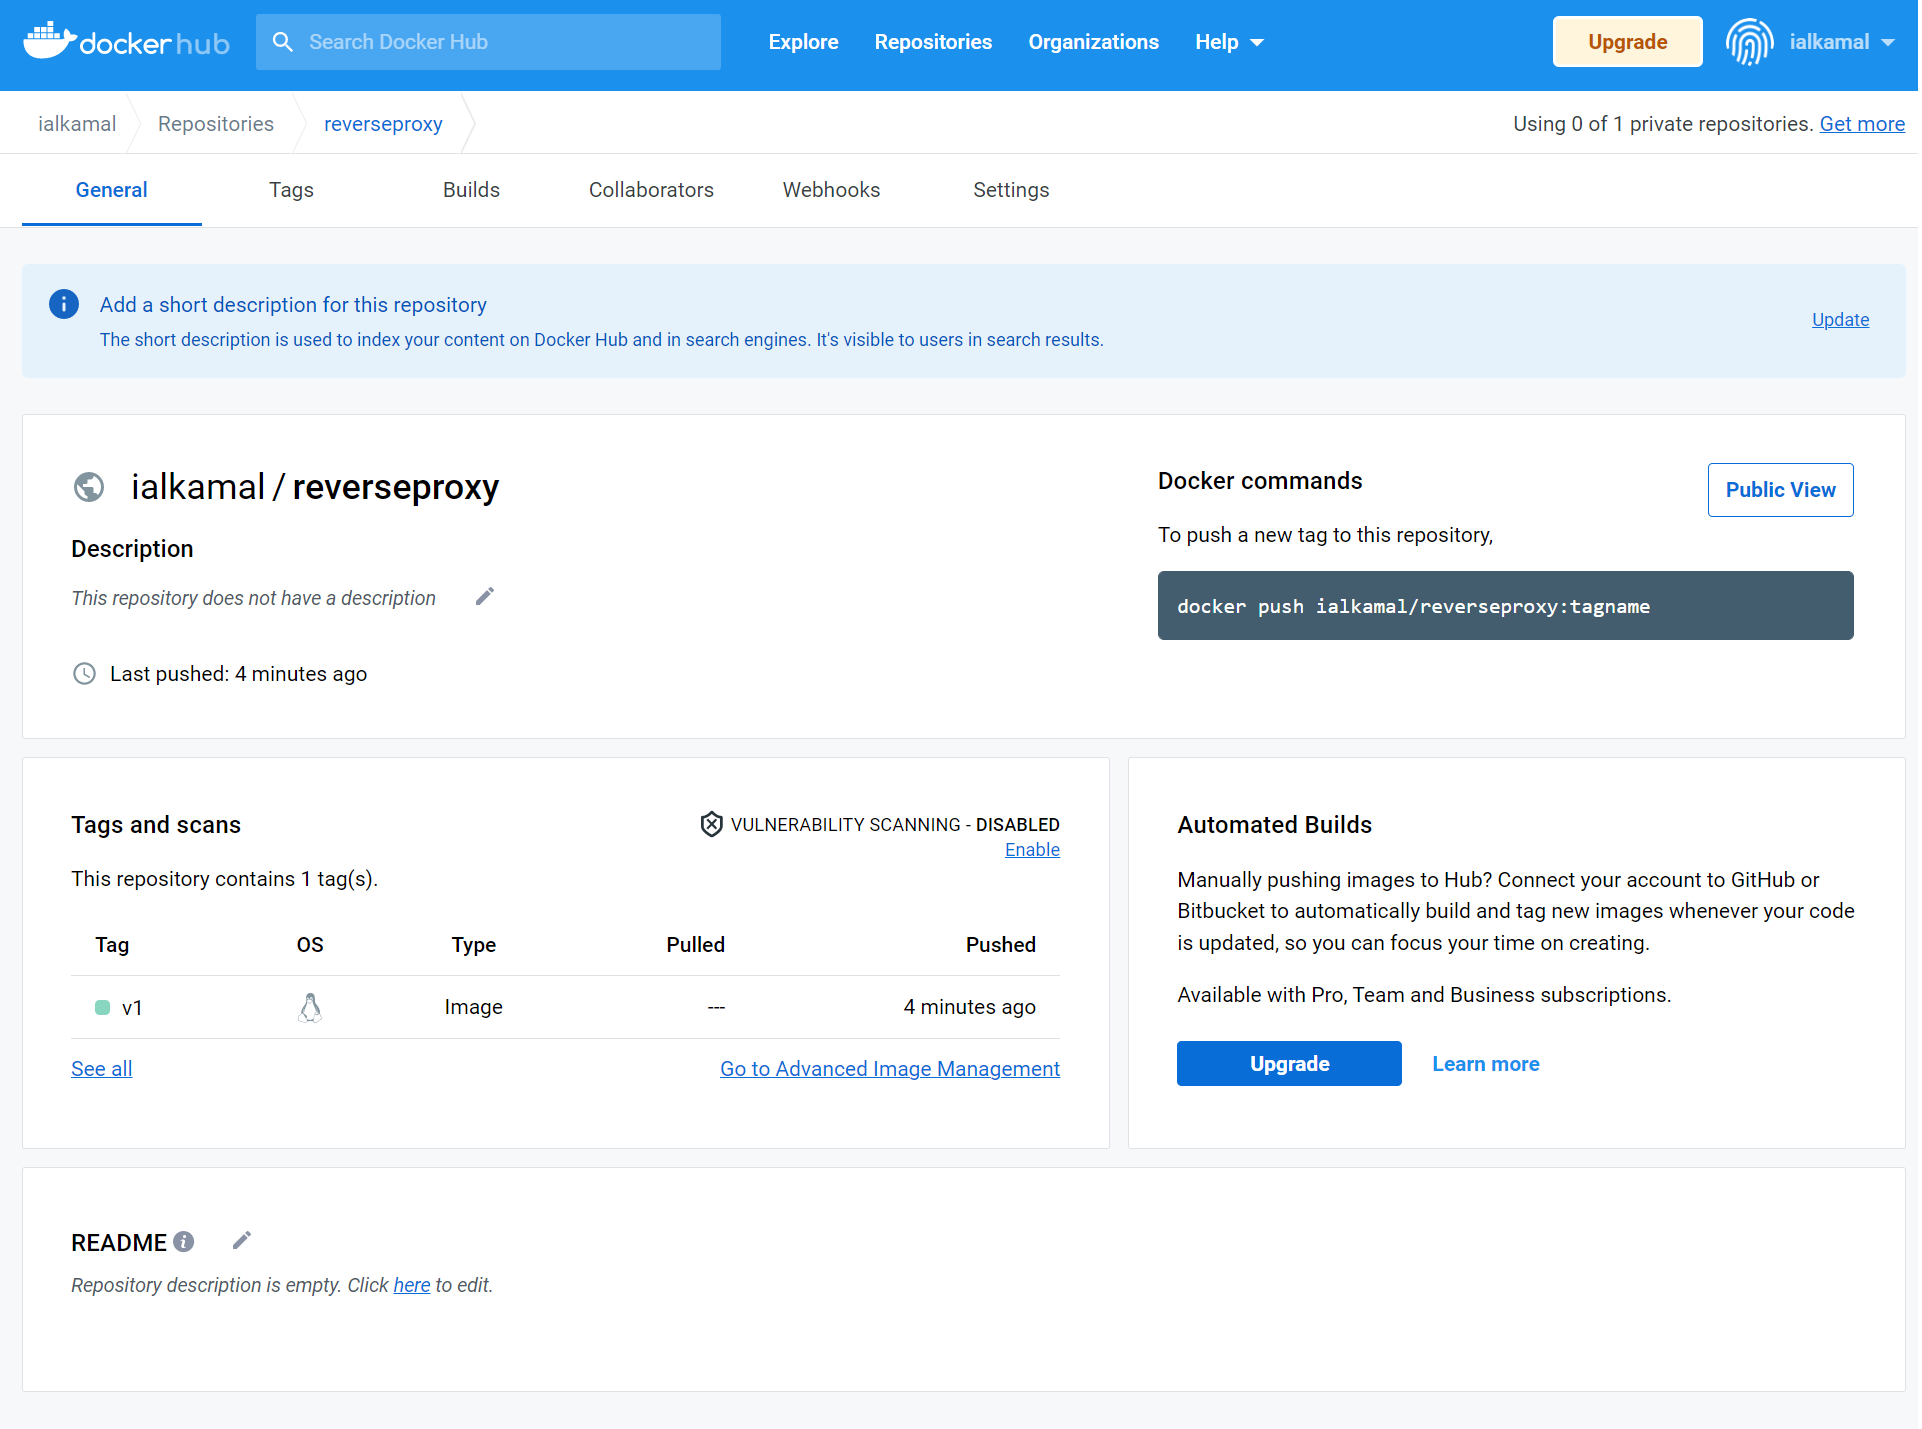 docker hub
Search Docker Hub
Explore
Repositories
Organizations
Help
Upgrade
ialkamal
ialkamal
Repositories
reverseproxy
Using 0 of 1 private repositories. Get more
General
Tags
Builds
Collaborators
Webhooks
Settings
Add a short description for this repository
The short description is used to index your content on Docker Hub and in search engines. It's visible to users in search results.
Update
ialkamal / reverseproxy
Description
This repository does not have a description
Last pushed: 4 minutes ago
Docker commands
Public View
To push a new tag to this repository,
docker push ialkamal/reverseproxy:tagname
Tags and scans
VULNERABILITY SCANNING - DISABLED
Enable
This repository contains 1 tag(s).
Tag OS Type Pulled Pushed
v1 Image --- 4 minutes ago
See all
Go to Advanced Image Management
Automated Builds
Manually pushing images to Hub? Connect your account to GitHub or
Bitbucket to automatically build and tag new images whenever your code
is updated, so you can focus your time on creating.
Available with Pro, Team and Business subscriptions.
Upgrade
Learn more
README
Repository description is empty. Click here to edit.